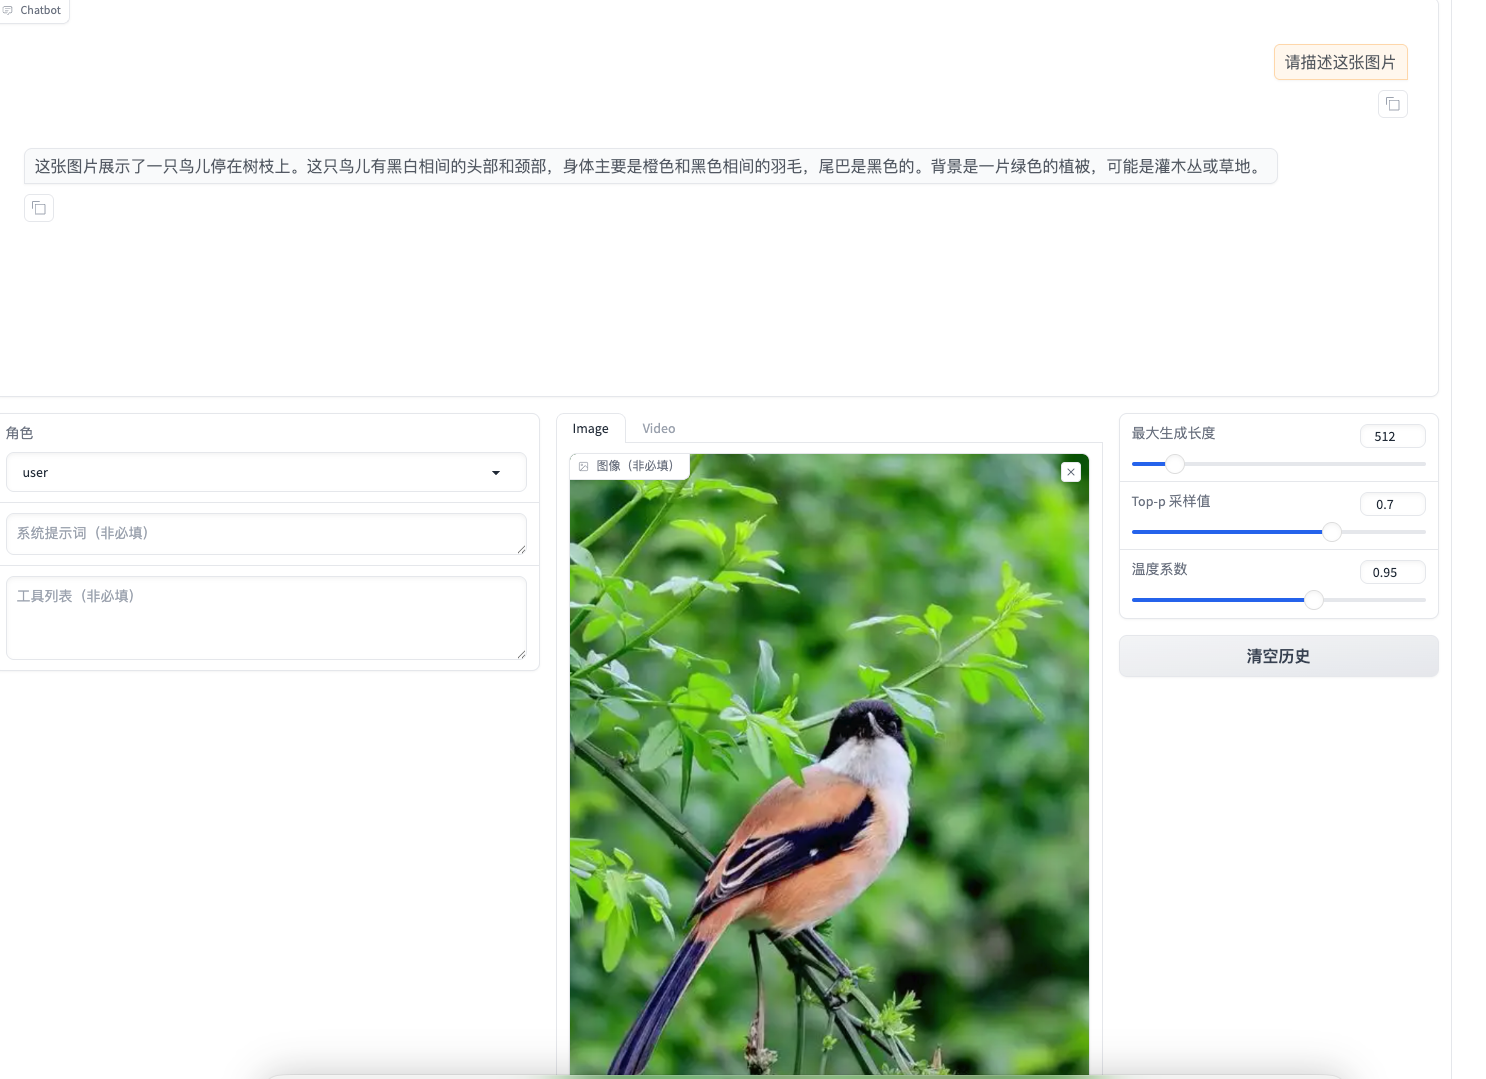 Chatbot
请描述这张图片
这张图片展示了一只鸟儿停在树枝上。这只鸟儿有黑白相间的头部和颈部，身体主要是橙色和黑色相间的羽毛，尾巴是黑色的。背景是一片绿色的植被，可能是灌木丛或草地。
角色
user
系统提示词（非必填）
工具列表（非必填）
Image Video
图像（非必填）
最大生成长度 512
Top-p 采样值 0.7
温度系数 0.95
清空历史